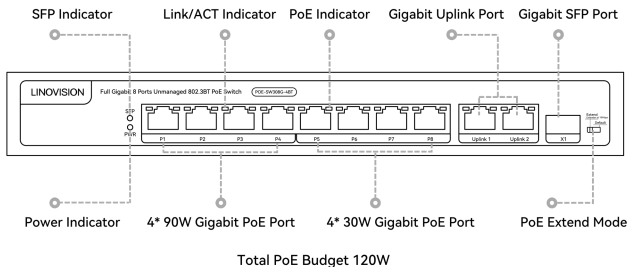 SFP Indicator Link/ACT Indicator PoE Indicator Gigabit Uplink Port Gigabit SFP Port
LINOVISION Full Gigabit 8 Ports Unmanaged 802.3BT PoE Switch POE-SW308G-4BT
SFP
PWR
Extend
Default
P1 P2 P3 P4 P5 P6 P7 P8 Uplink 1 Uplink 2 X1
Power Indicator 4* 90W Gigabit PoE Port 4* 30W Gigabit PoE Port PoE Extend Mode
Total PoE Budget 120W